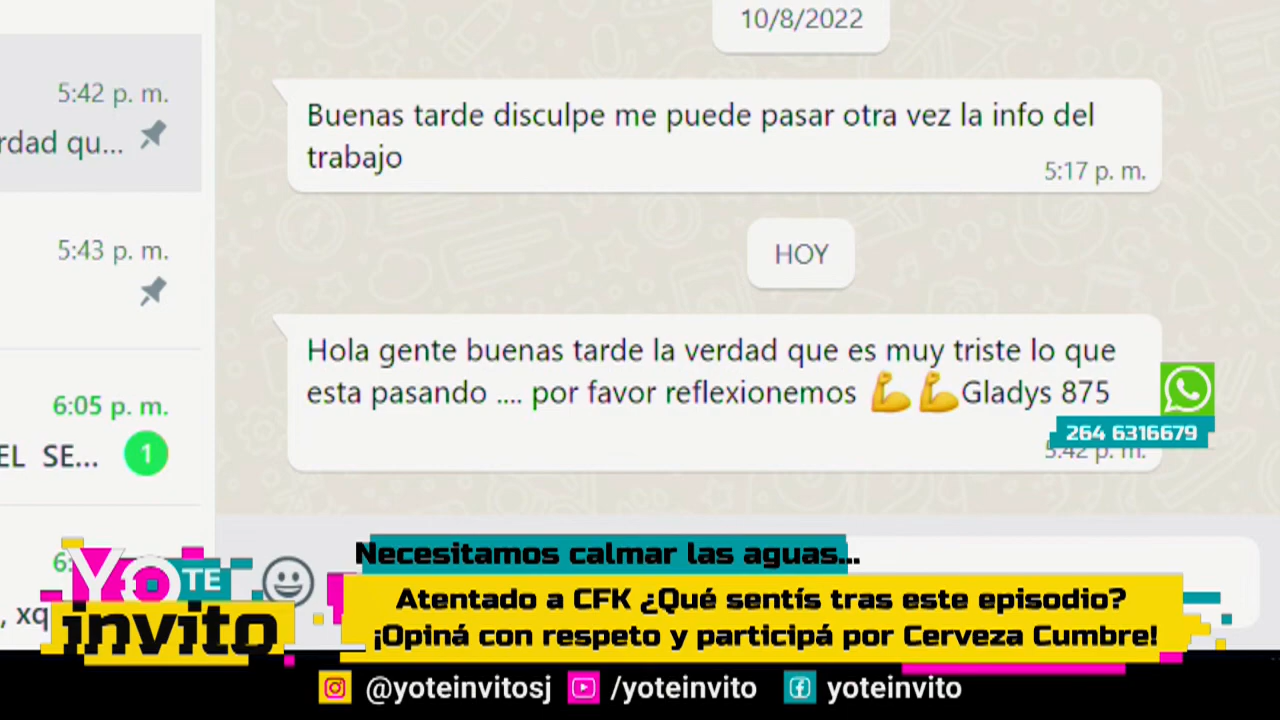 10/8/2022
5:42 p. m.
rdad qu...
Buenas tarde disculpe me puede pasar otra vez la info del
trabajo
5:17 p. m.
5:43 p. m.
HOY
Hola gente buenas tarde la verdad que es muy triste lo que
esta pasando .... por favor reflexionemos 💪💪Gladys 875
5:42 p. m.
6:05 p. m.
EL SE...
1
264 6316679
6:
, xq
YO TE
invito
Necesitamos calmar las aguas...
Atentado a CFK ¿Qué sentís tras este episodio?
¡Opiná con respeto y participá por Cerveza Cumbre!
@yoteinvitosj /yoteinvito yoteinvito